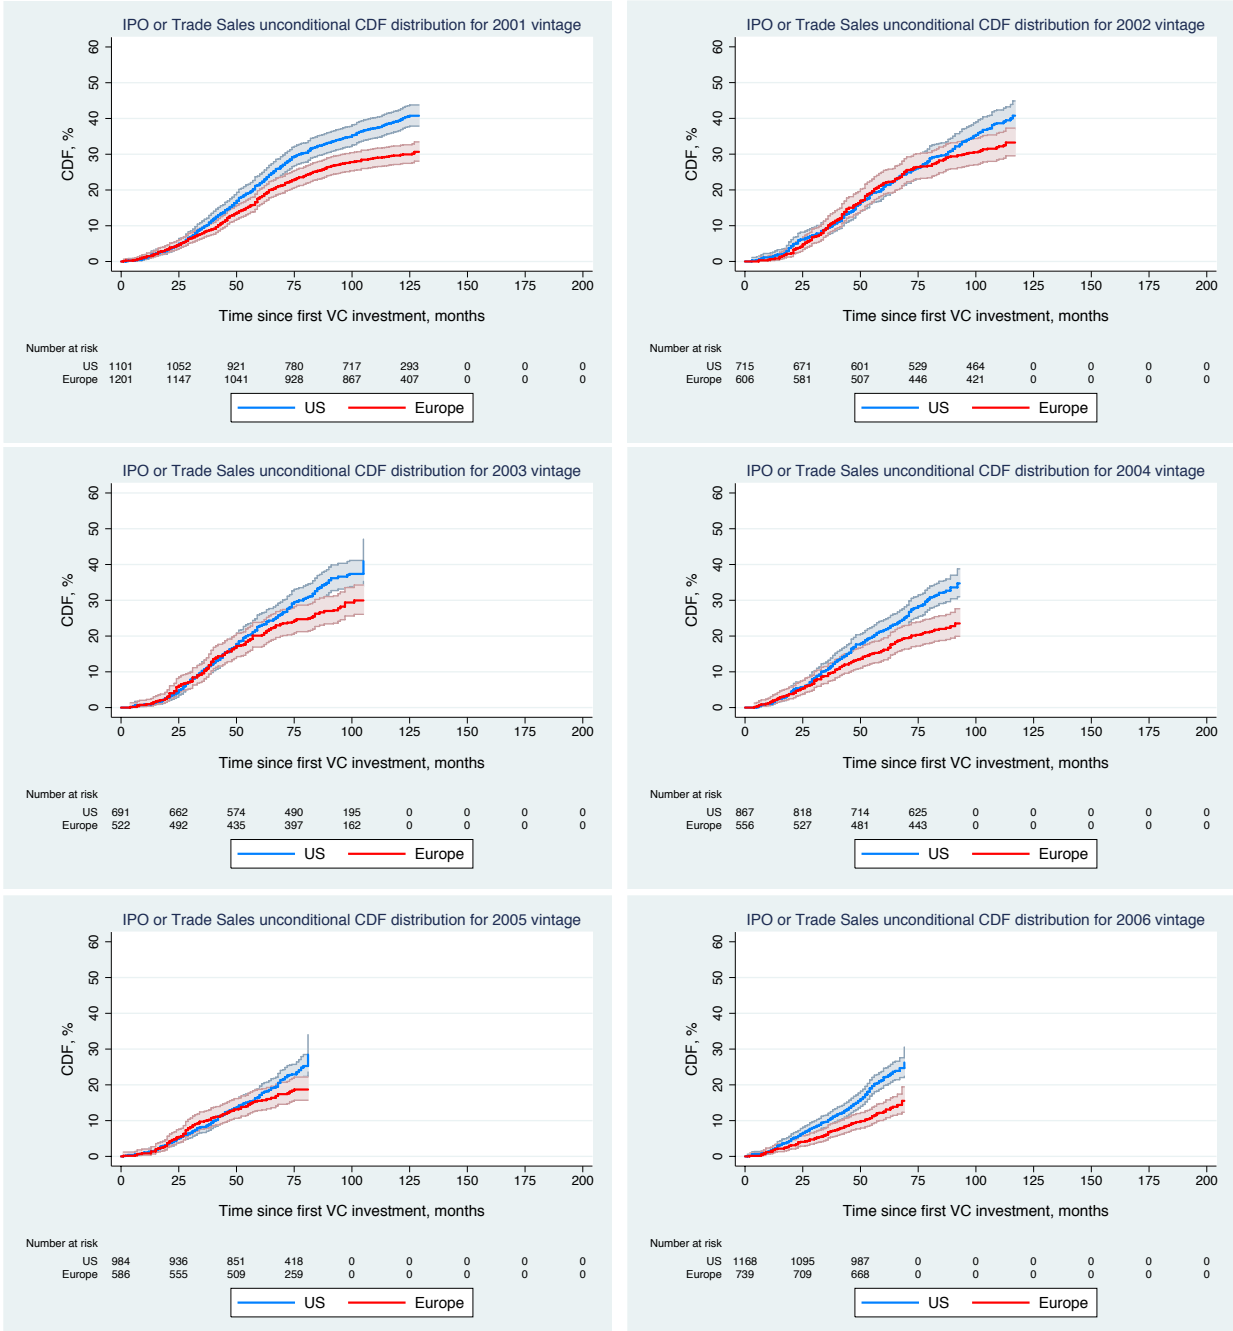 IPO or Trade Sales unconditional CDF distribution for 2001 vintage
CDF, %
60
50
40
30
20
10
0
0 25 50 75 100 125 150 175 200
Time since first VC investment, months
Number at risk
US 1101 1052 921 780 717 293 0 0 0
Europe 1201 1147 1041 928 867 407 0 0 0
US Europe
IPO or Trade Sales unconditional CDF distribution for 2002 vintage
CDF, %
60
50
40
30
20
10
0
0 25 50 75 100 125 150 175 200
Time since first VC investment, months
Number at risk
US 715 671 601 529 464 0 0 0 0
Europe 606 581 507 446 421 0 0 0 0
US Europe
IPO or Trade Sales unconditional CDF distribution for 2003 vintage
CDF, %
60
50
40
30
20
10
0
0 25 50 75 100 125 150 175 200
Time since first VC investment, months
Number at risk
US 691 662 574 490 195 0 0 0 0
Europe 522 492 435 397 162 0 0 0 0
US Europe
IPO or Trade Sales unconditional CDF distribution for 2004 vintage
CDF, %
60
50
40
30
20
10
0
0 25 50 75 100 125 150 175 200
Time since first VC investment, months
Number at risk
US 867 818 714 625 0 0 0 0 0
Europe 556 527 481 443 0 0 0 0 0
US Europe
IPO or Trade Sales unconditional CDF distribution for 2005 vintage
CDF, %
60
50
40
30
20
10
0
0 25 50 75 100 125 150 175 200
Time since first VC investment, months
Number at risk
US 984 936 851 418 0 0 0 0 0
Europe 586 555 509 259 0 0 0 0 0
US Europe
IPO or Trade Sales unconditional CDF distribution for 2006 vintage
CDF, %
60
50
40
30
20
10
0
0 25 50 75 100 125 150 175 200
Time since first VC investment, months
Number at risk
US 1168 1095 987 0 0 0 0 0 0
Europe 739 709 668 0 0 0 0 0 0
US Europe